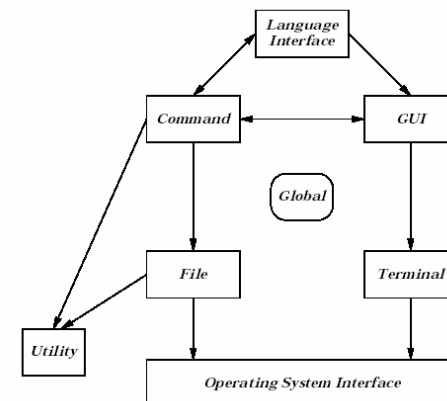 Language
Interface
Command
GUI
Global
File
Terminal
Utility
Operating System Interface